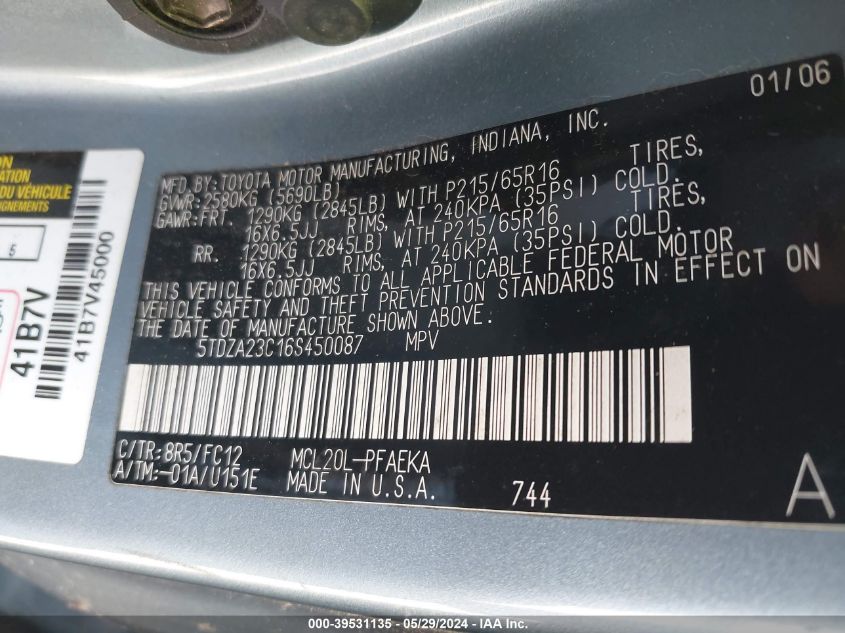 01/06
MFD. BY: TOYOTA MOTOR MANUFACTURING, INDIANA, INC.
GVWR: 2580KG (5690LB)
GAWR: FRT. 1290KG (2845LB) WITH P215/65R16 TIRES,
16X6.5JJ RIMS, AT 240KPA (35PSI) COLD.
RR. 1290KG (2845LB) WITH P215/65R16 TIRES,
16X6.5JJ RIMS, AT 240KPA (35PSI) COLD.
THIS VEHICLE CONFORMS TO ALL APPLICABLE FEDERAL MOTOR
VEHICLE SAFETY AND THEFT PREVENTION STANDARDS IN EFFECT ON
THE DATE OF MANUFACTURE SHOWN ABOVE.
5TDZA23C16S450087 MPV
C/TR: 8R5/FC12 MCL20L-PFAEKA
A/TM:-01A/U151E MADE IN U.S.A. 744
A
DU VÉHICULE
41B7V
41B7V45000
000-39531135 - 05/29/2024 - IAA Inc.